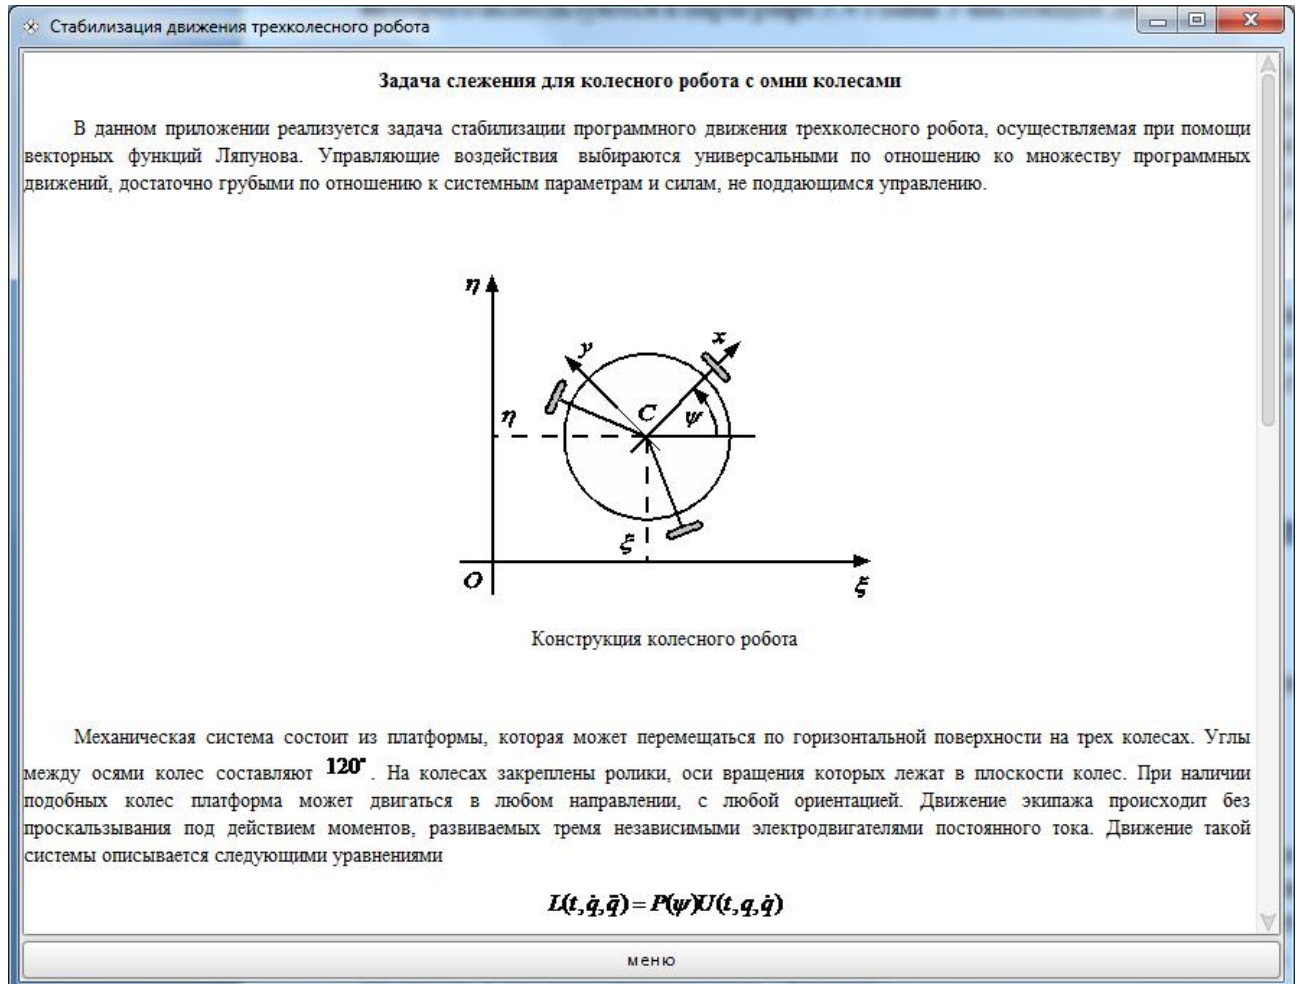 Стабилизация движения трехколесного робота
Задача слежения для колесного робота с омни колесами
В данном приложении реализуется задача стабилизации программного движения трехколесного робота, осуществляемая при помощи
векторных функций Ляпунова. Управляющие воздействия выбираются универсальными по отношению ко множеству программных
движений, достаточно грубыми по отношению к системным параметрам и силам, не поддающимся управлению.
η
x
y
C
η
ψ
ξ
O
ξ
Конструкция колесного робота
Механическая система состоит из платформы, которая может перемещаться по горизонтальной поверхности на трех колесах. Углы
между осями колес составляют 120°. На колесах закреплены ролики, оси вращения которых лежат в плоскости колес. При наличии
подобных колес платформа может двигаться в любом направлении, с любой ориентацией. Движение экипажа происходит без
проскальзывания под действием моментов, развиваемых тремя независимыми электродвигателями постоянного тока. Движение такой
системы описывается следующими уравнениями
L(t,q̇,q̈)=P(ψ)U(t,q,q̇)
меню